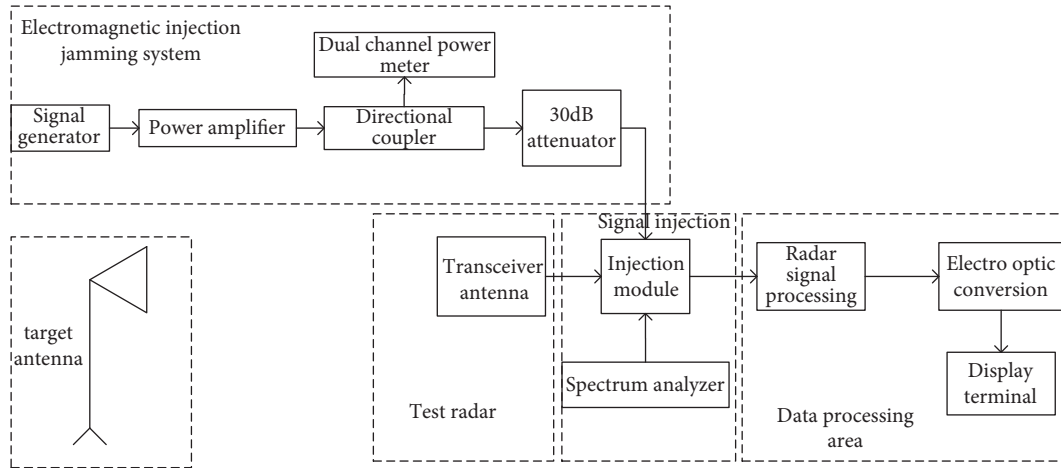 Electromagnetic injection
jamming system
Dual channel power
meter
Signal
generator
Power amplifier
Directional
coupler
30dB
attenuator
target
antenna
Transceiver
antenna
Test radar
Signal injection
Injection
module
Spectrum analyzer
Radar
signal
processing
Electro optic
conversion
Display
terminal
Data processing
area